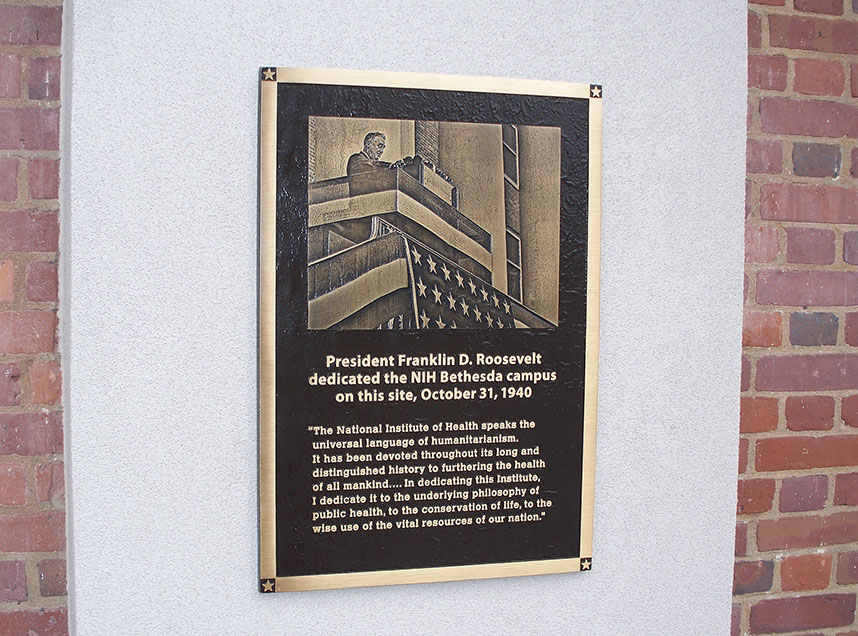 President Franklin D. Roosevelt
dedicated the NIH Bethesda campus
on this site, October 31, 1940
"The National Institute of Health speaks the
universal language of humanitarianism.
It has been devoted throughout its long and
distinguished history to furthering the health
of all mankind.... In dedicating this Institute,
I dedicate it to the underlying philosophy of
public health, to the conservation of life, to the
wise use of the vital resources of our nation."